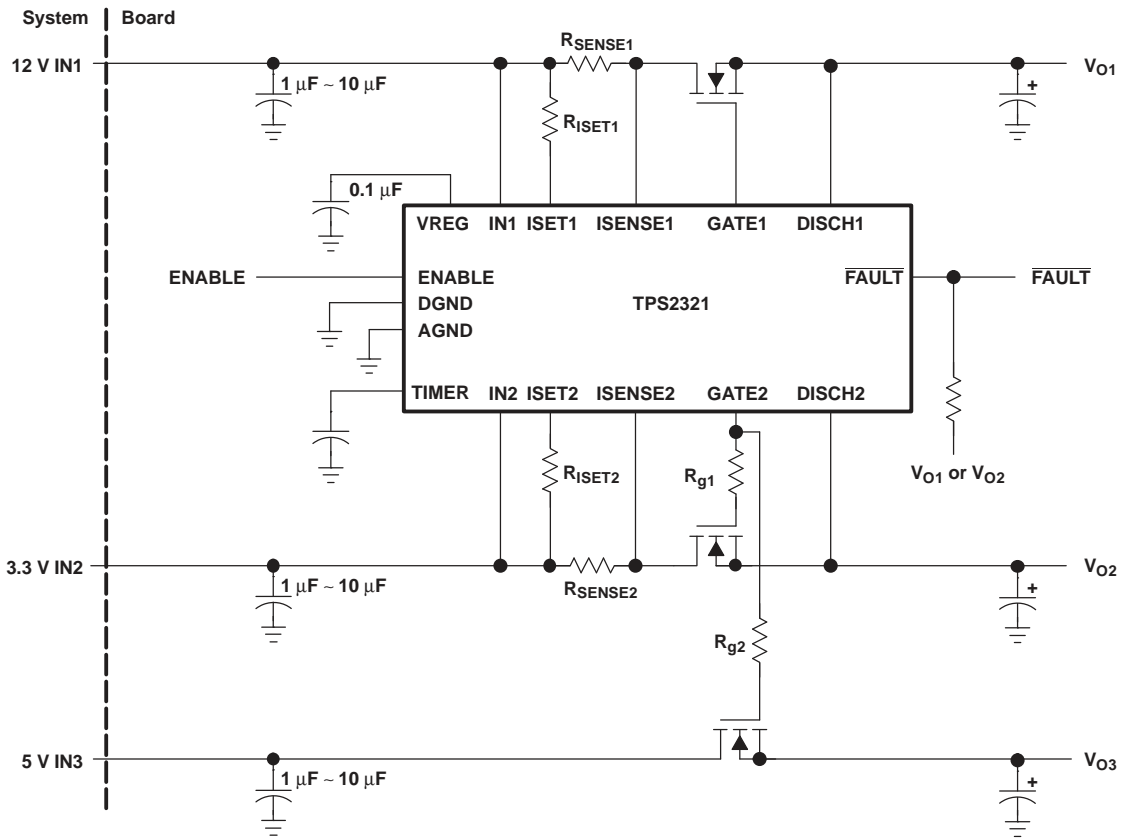 System Board
R_SENSE1
12 V IN1
V_O1
1 µF ~ 10 µF
+
R_ISET1
0.1 µF
VREG IN1 ISET1 ISENSE1 GATE1 DISCH1
ENABLE ENABLE
FAULT FAULT
DGND
TPS2321
AGND
TIMER IN2 ISET2 ISENSE2 GATE2 DISCH2
R_ISET2
R_g1
V_O1 or V_O2
3.3 V IN2
V_O2
1 µF ~ 10 µF
R_SENSE2
+
R_g2
5 V IN3
V_O3
1 µF ~ 10 µF
+